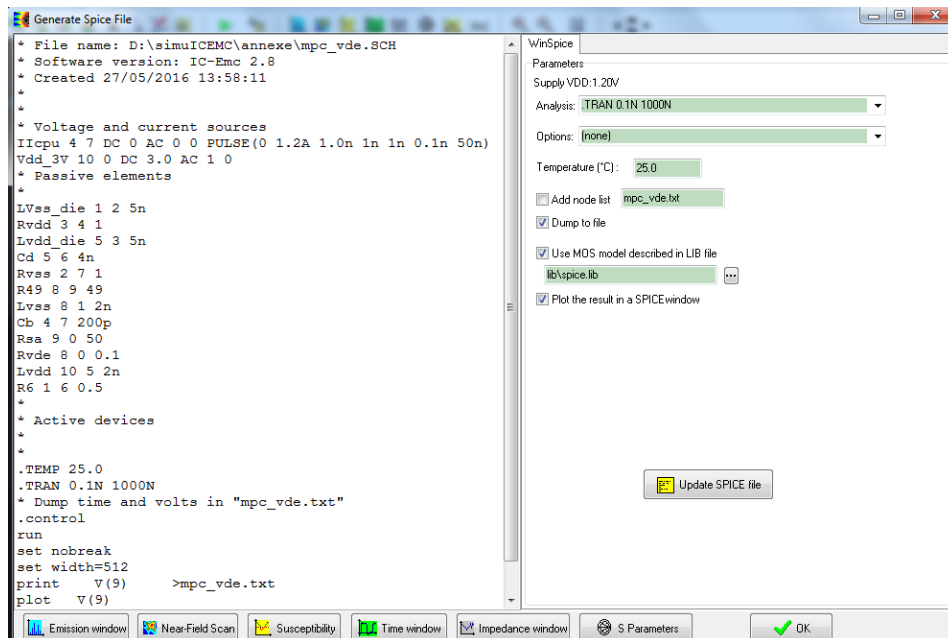 Generate Spice File
* File name: D:\simuICEMC\annexe\mpc_vde.SCH
* Software version: IC-Emc 2.8
* Created 27/05/2016 13:58:11
*
*
* Voltage and current sources
IIcpu 4 7 DC 0 AC 0 0 PULSE(0 1.2A 1.0n 1n 1n 0.1n 50n)
Vdd_3V 10 0 DC 3.0 AC 1 0
* Passive elements
*
LVss_die 1 2 5n
Rvdd 3 4 1
Lvdd_die 5 3 5n
Cd 5 6 4n
Rvss 2 7 1
R49 8 9 49
Lvss 8 1 2n
Cb 4 7 200p
Rsa 9 0 50
Rvde 8 0 0.1
Lvdd 10 5 2n
R6 1 6 0.5
*
* Active devices
*
*
.TEMP 25.0
.TRAN 0.1N 1000N
* Dump time and volts in "mpc_vde.txt"
.control
run
set nobreak
set width=512
print V(9) >mpc_vde.txt
plot V(9)
WinSpice
Parameters
Supply VDD:1.20V
Analysis: .TRAN 0.1N 1000N
Options: (none)
Temperature (°C) : 25.0
Add node list mpc_vde.txt
Dump to file
Use MOS model described in LIB file
lib\spice.lib ...
Plot the result in a SPICE window
Update SPICE file
Emission window Near-Field Scan Susceptibility Time window Impedance window S Parameters OK